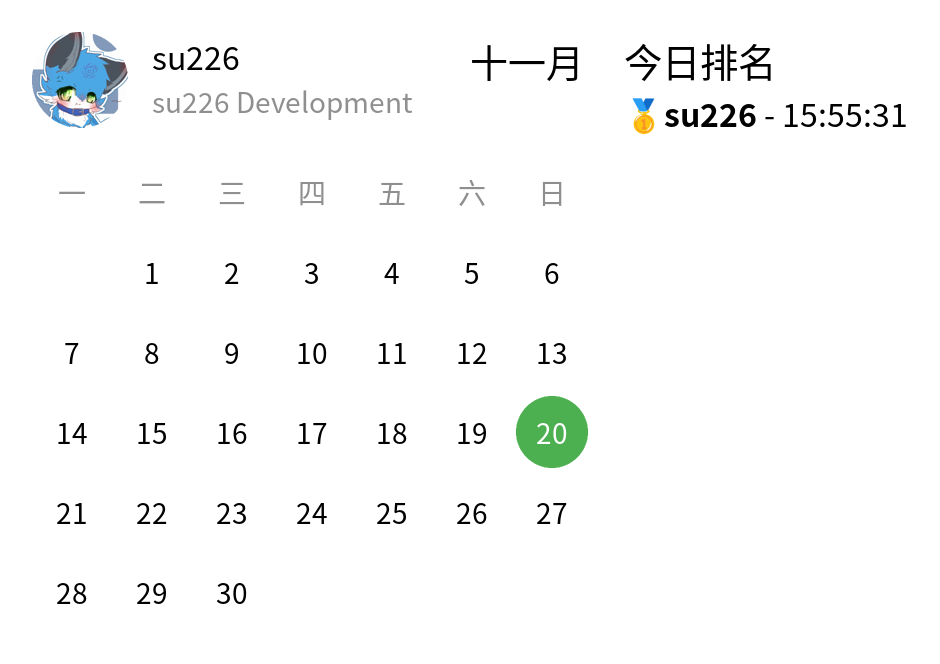 su226
su226 Development
十一月
今日排名
🥇su226 - 15:55:31
一 二 三 四 五 六 日
1 2 3 4 5 6
7 8 9 10 11 12 13
14 15 16 17 18 19 20
21 22 23 24 25 26 27
28 29 30